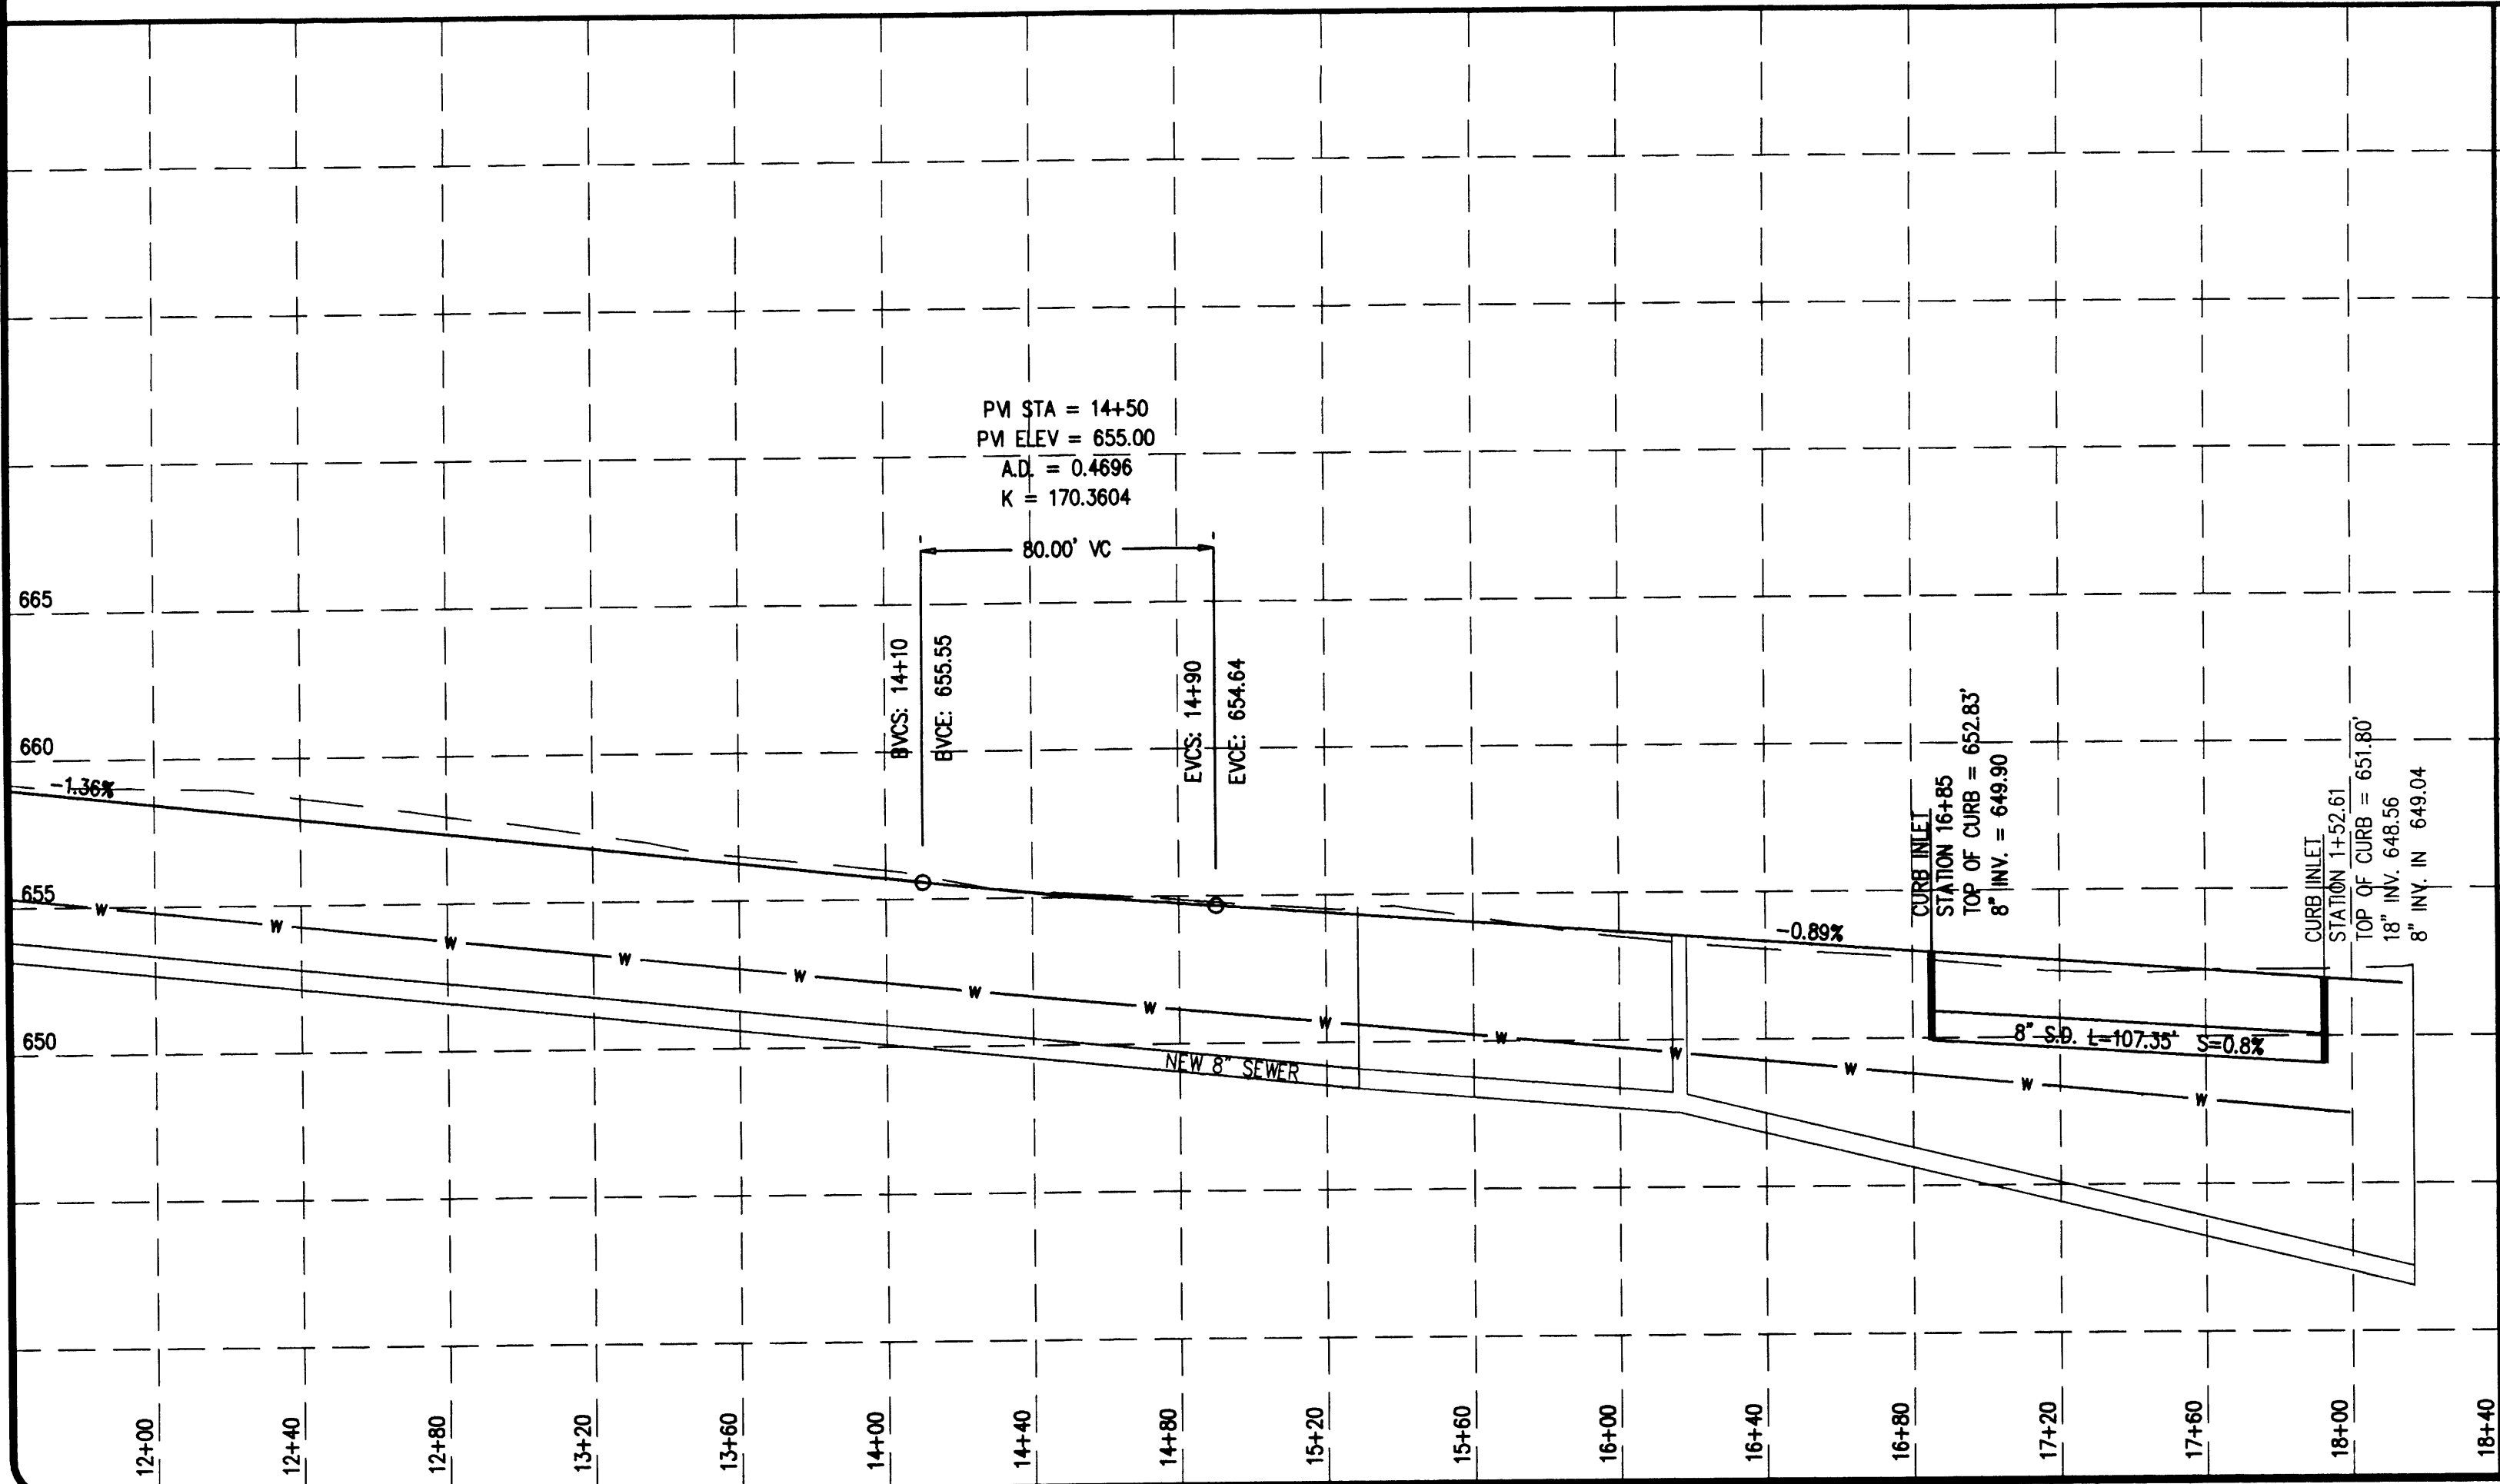 PVI STA = 14+50
PVI ELEV = 655.00
A.D. = 0.4696
K = 170.3604
80.00' VC
665
BVCS: 14+10
BVCE: 655.55
EVCS: 14+90
EVCE: 654.64
660
-1.36%
CURB INLET
STATION 16+85
TOP OF CURB = 652.83'
8" INV. = 649.90
CURB INLET
STATION 1+52.61
TOP OF CURB = 651.80'
18" INV. 648.56
8" INV. IN 649.04
655
-0.89%
W W W W W W W W W W W W W
650
NEW 8" SEWER
8" S.D. L=107.35' S=0.8%
12+00
12+40
12+80
13+20
13+60
14+00
14+40
14+80
15+20
15+60
16+00
16+40
16+80
17+20
17+60
18+00
18+40